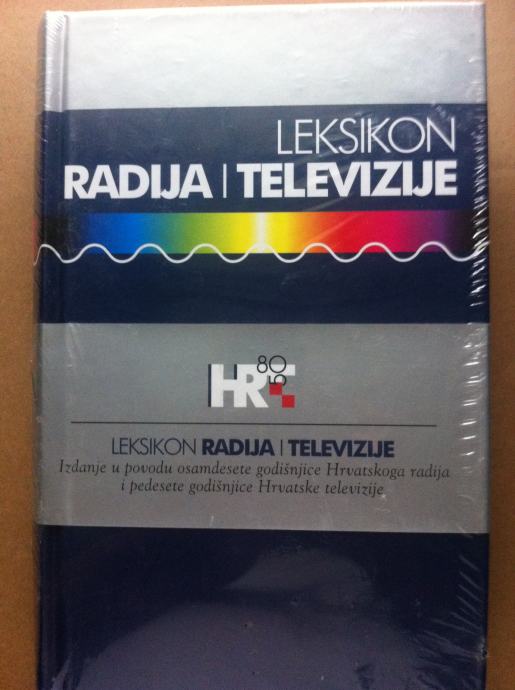 LEKSIKON
RADIJA I TELEVIZIJE
HRT
80
50
LEKSIKON RADIJA I TELEVIZIJE
Izdanje u povodu osamdesete godišnjice Hrvatskoga radija
i pedesete godišnjice Hrvatske televizije